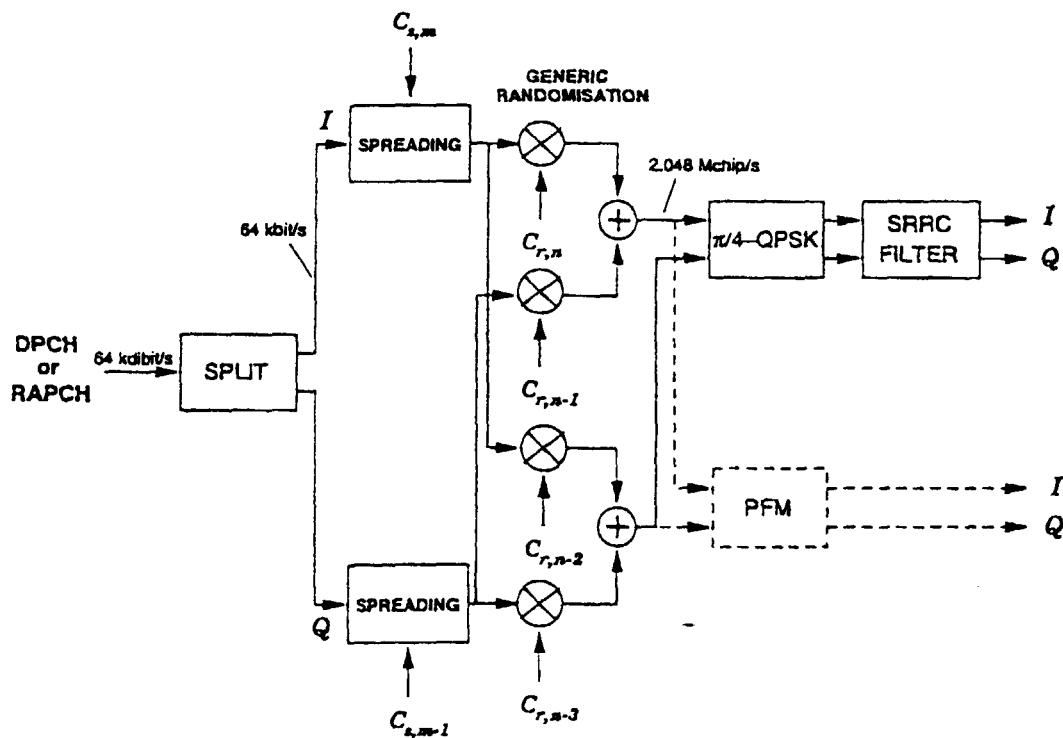 C_{s,m}
GENERIC
RANDOMISATION
I
SPREADING
2.048 Mchip/s
64 kbit/s
C_{r,n}
π/4-QPSK
SRRC
FILTER
I
Q
DPCH
or
RAPCH
64 kdibit/s
SPLIT
C_{r,n-1}
PFM
I
Q
C_{r,n-2}
SPREADING
Q
C_{s,m-1}
C_{r,n-3}